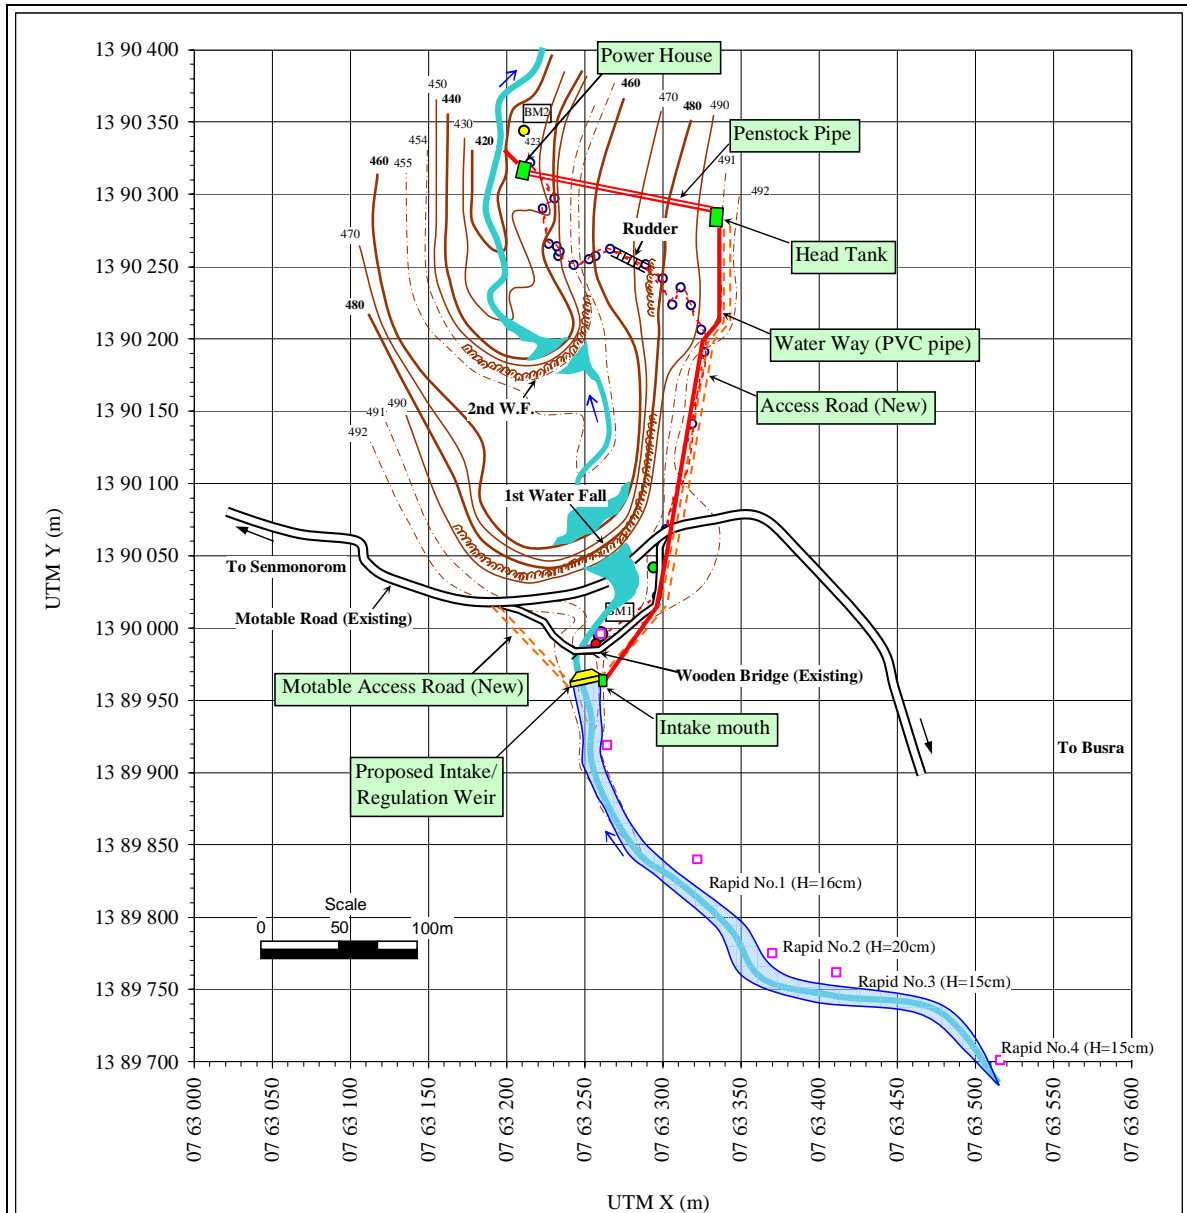 13 90 400
13 90 350
13 90 300
13 90 250
13 90 200
13 90 150
13 90 100
13 90 050
13 90 000
13 89 950
13 89 900
13 89 850
13 89 800
13 89 750
13 89 700
UTM Y (m)
Power House
450
440
430
420
454
455
460
470
480
BM2
423
460
470
480
490
491
492
Penstock Pipe
Head Tank
Rudder
Water Way (PVC pipe)
Access Road (New)
2nd W.F.
490
491
492
1st Water Fall
To Senmonorom
Motable Road (Existing)
BM1
Wooden Bridge (Existing)
Motable Access Road (New)
Intake mouth
To Busra
Proposed Intake/
Regulation Weir
Rapid No.1 (H=16cm)
Scale
0 50 100m
Rapid No.2 (H=20cm)
Rapid No.3 (H=15cm)
Rapid No.4 (H=15cm)
07 63 000
07 63 050
07 63 100
07 63 150
07 63 200
07 63 250
07 63 300
07 63 350
07 63 400
07 63 450
07 63 500
07 63 550
07 63 600
UTM X (m)